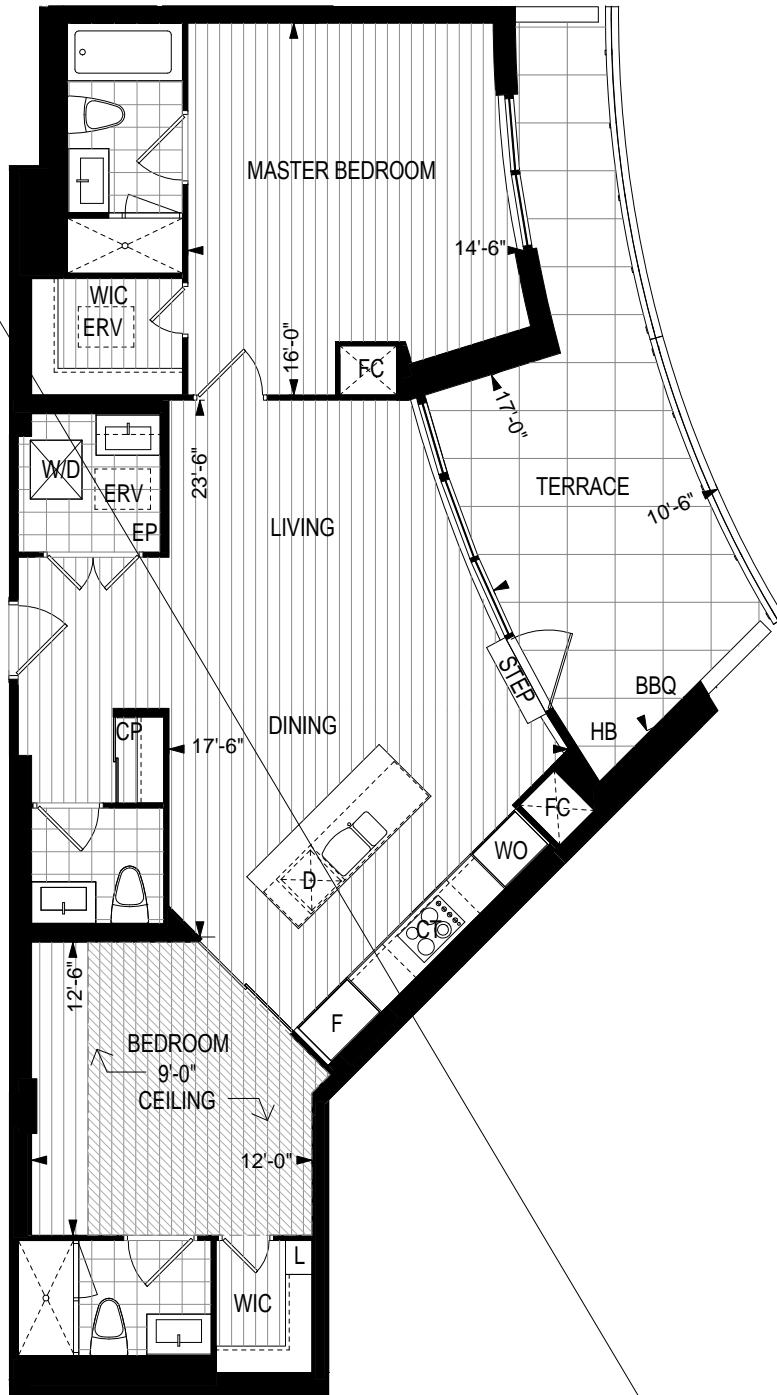 MASTER BEDROOM
14'-6"
WIC
ERV
16'-0"
FC
17'-0"
23'-6"
W/D
ERV
EP
TERRACE
10'-6"
LIVING
STEP
BBQ
HB
CP
DINING
17'-6"
FC
WO
D
CT
F
12'-6"
BEDROOM
9'-0"
CEILING
12'-0"
L
WIC